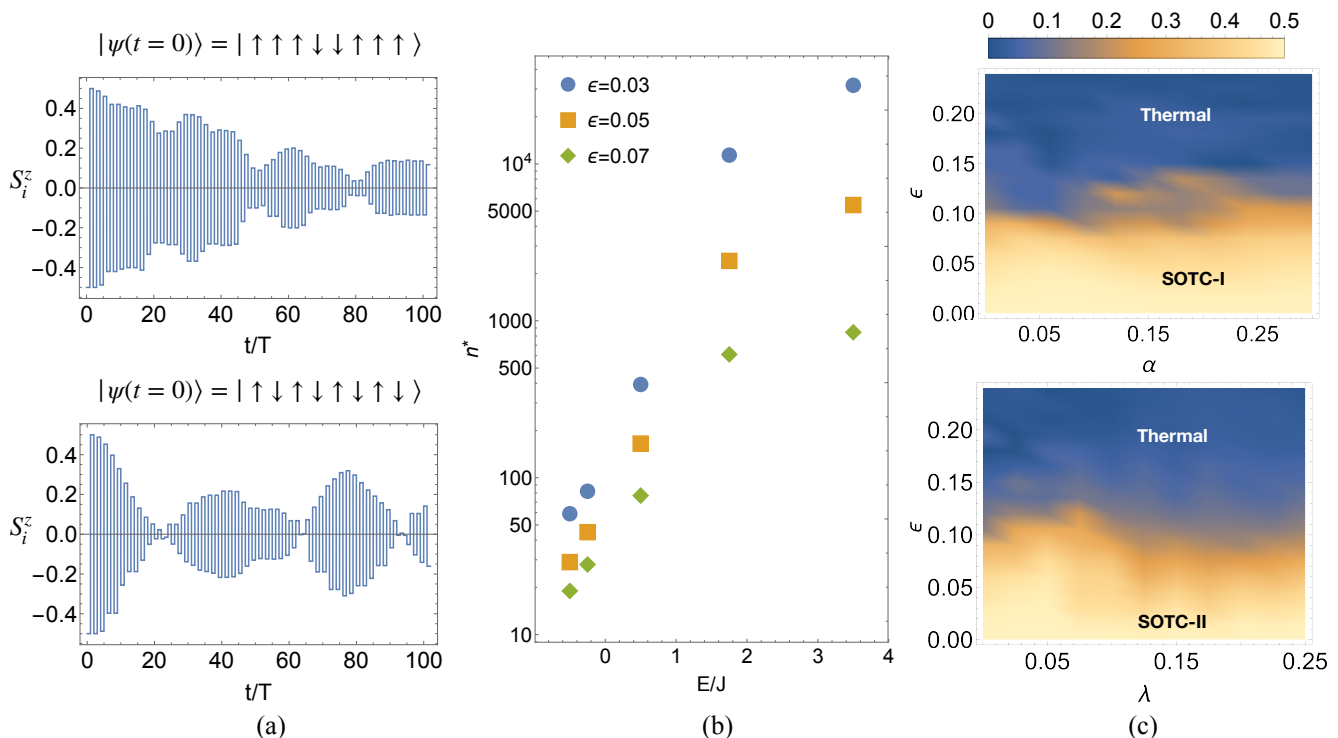 |ψ(t = 0)⟩ = | ↑ ↑ ↑ ↓ ↓ ↑ ↑ ↑ ⟩
0.4
0.2
0.0
−0.2
−0.4
S_i^z
0 20 40 60 80 100
t/T
|ψ(t = 0)⟩ = | ↑ ↓ ↑ ↓ ↑ ↓ ↑ ↓ ⟩
0.4
0.2
0.0
−0.2
−0.4
S_i^z
0 20 40 60 80 100
t/T
(a)
ϵ=0.03
ϵ=0.05
ϵ=0.07
10^4
5000
1000
500
100
50
10
n*
0 1 2 3 4
E/J
(b)
0 0.1 0.2 0.3 0.4 0.5
0.20
0.15
0.10
0.05
0.00
ϵ
Thermal
SOTC-I
0.05 0.15 0.25
α
0.20
0.15
0.10
0.05
0.00
ϵ
Thermal
SOTC-II
0.05 0.15 0.25
λ
(c)